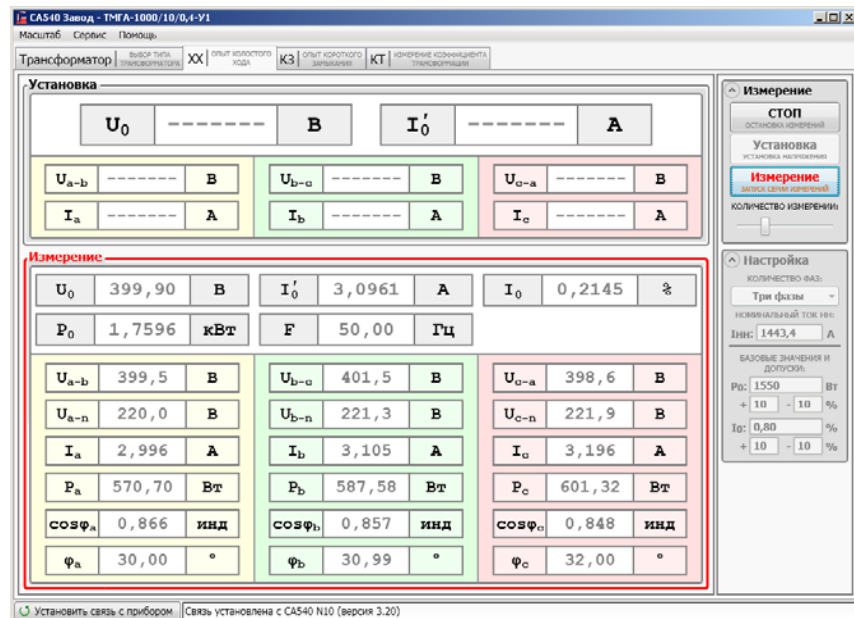 CA540 Завод - ТМГА-1000/10/0,4-У1
Масштаб Сервис Помощь
Трансформатор ВЫБОР ТИПА ТРАНСФОРМАТОРА XX ОПЫТ ХОЛОСТОГО ХОДА КЗ ОПЫТ КОРОТКОГО ЗАМЫКАНИЯ КТ ИЗМЕРЕНИЕ КОЭФФИЦИЕНТА ТРАНСФОРМАЦИИ
Установка
U0 ------- В I'0 ------- А
Ua-b ------- В Ub-c ------- В Uc-a ------- В
Ia ------- А Ib ------- А Ic ------- А
Измерение
U0 399,90 В I'0 3,0961 А I0 0,2145 %
P0 1,7596 кВт F 50,00 Гц
Ua-b 399,5 В Ub-c 401,5 В Uc-a 398,6 В
Ua-n 220,0 В Ub-n 221,3 В Uc-n 221,9 В
Ia 2,996 А Ib 3,105 А Ic 3,196 А
Pa 570,70 Вт Pb 587,58 Вт Pc 601,32 Вт
cosφa 0,866 инд cosφb 0,857 инд cosφc 0,848 инд
φa 30,00 ° φb 30,99 ° φc 32,00 °
Измерение
СТОП
ОСТАНОВКА ИЗМЕРЕНИЙ
Установка
УСТАНОВКА НАПРЯЖЕНИЯ
Измерение
ЗАПУСК СЕРИИ ИЗМЕРЕНИЙ
КОЛИЧЕСТВО ИЗМЕРЕНИИ:
Настройка
КОЛИЧЕСТВО ФАЗ:
Три фазы
НОМИНАЛЬНЫЙ ТОК НН:
Iнн: 1443,4 А
БАЗОВЫЕ ЗНАЧЕНИЯ И
ДОПУСКИ:
P0: 1550 Вт
+ 10 - 10 %
I0: 0,80 %
+ 10 - 10 %
Установить связь с прибором Связь установлена с CA540 N10 (версия 3.20)